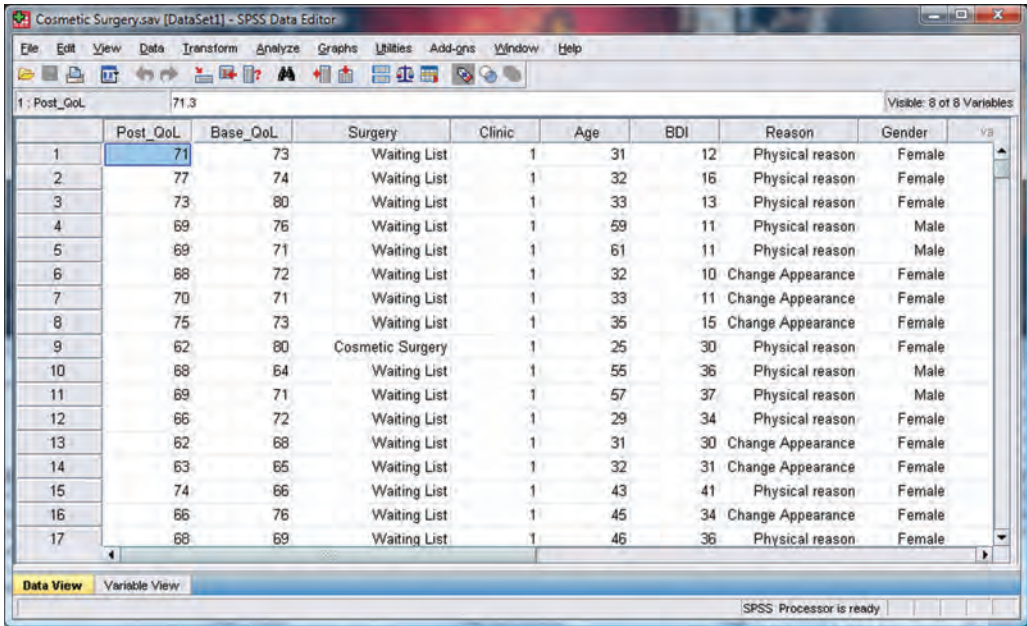 Cosmetic Surgery.sav [DataSet1] - SPSS Data Editor
File Edit View Data Transform Analyze Graphs Utilities Add-ons Window Help
1 : Post_QoL 71.3 Visible: 8 of 8 Variables
Post_QoL Base_QoL Surgery Clinic Age BDI Reason Gender va
1 71 73 Waiting List 1 31 12 Physical reason Female
2 77 74 Waiting List 1 32 16 Physical reason Female
3 73 80 Waiting List 1 33 13 Physical reason Female
4 69 76 Waiting List 1 59 11 Physical reason Male
5 69 71 Waiting List 1 61 11 Physical reason Male
6 68 72 Waiting List 1 32 10 Change Appearance Female
7 70 71 Waiting List 1 33 11 Change Appearance Female
8 75 73 Waiting List 1 35 15 Change Appearance Female
9 62 80 Cosmetic Surgery 1 25 30 Physical reason Female
10 68 64 Waiting List 1 55 36 Physical reason Male
11 69 71 Waiting List 1 57 37 Physical reason Male
12 66 72 Waiting List 1 29 34 Physical reason Female
13 62 68 Waiting List 1 31 30 Change Appearance Female
14 63 65 Waiting List 1 32 31 Change Appearance Female
15 74 66 Waiting List 1 43 41 Physical reason Female
16 66 76 Waiting List 1 45 34 Change Appearance Female
17 68 69 Waiting List 1 46 36 Physical reason Female
Data View Variable View
SPSS Processor is ready